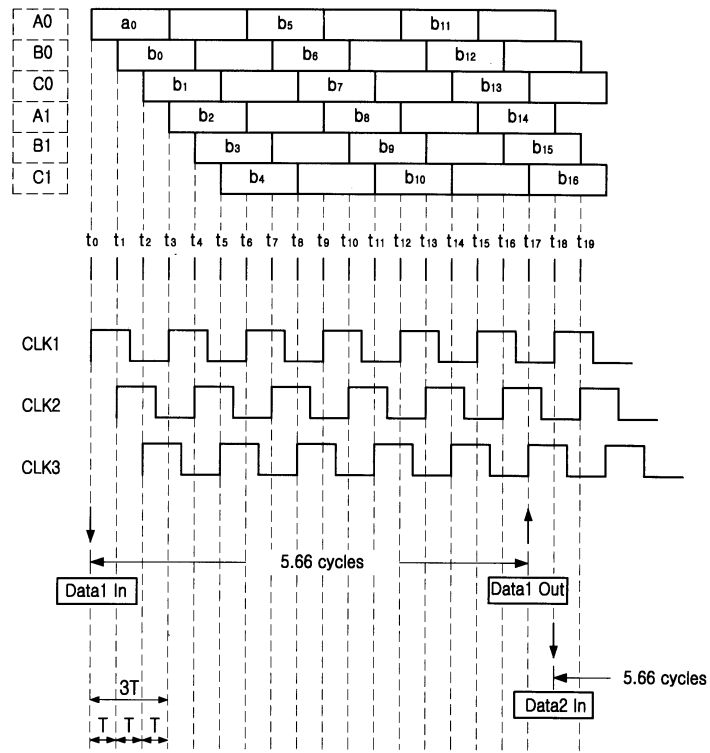 A0 a0 b5 b11
B0 b0 b6 b12
C0 b1 b7 b13
A1 b2 b8 b14
B1 b3 b9 b15
C1 b4 b10 b16
t0 t1 t2 t3 t4 t5 t6 t7 t8 t9 t10 t11 t12 t13 t14 t15 t16 t17 t18 t19
CLK1
CLK2
CLK3
5.66 cycles
Data1 In Data1 Out
3T 5.66 cycles
Data2 In
T T T